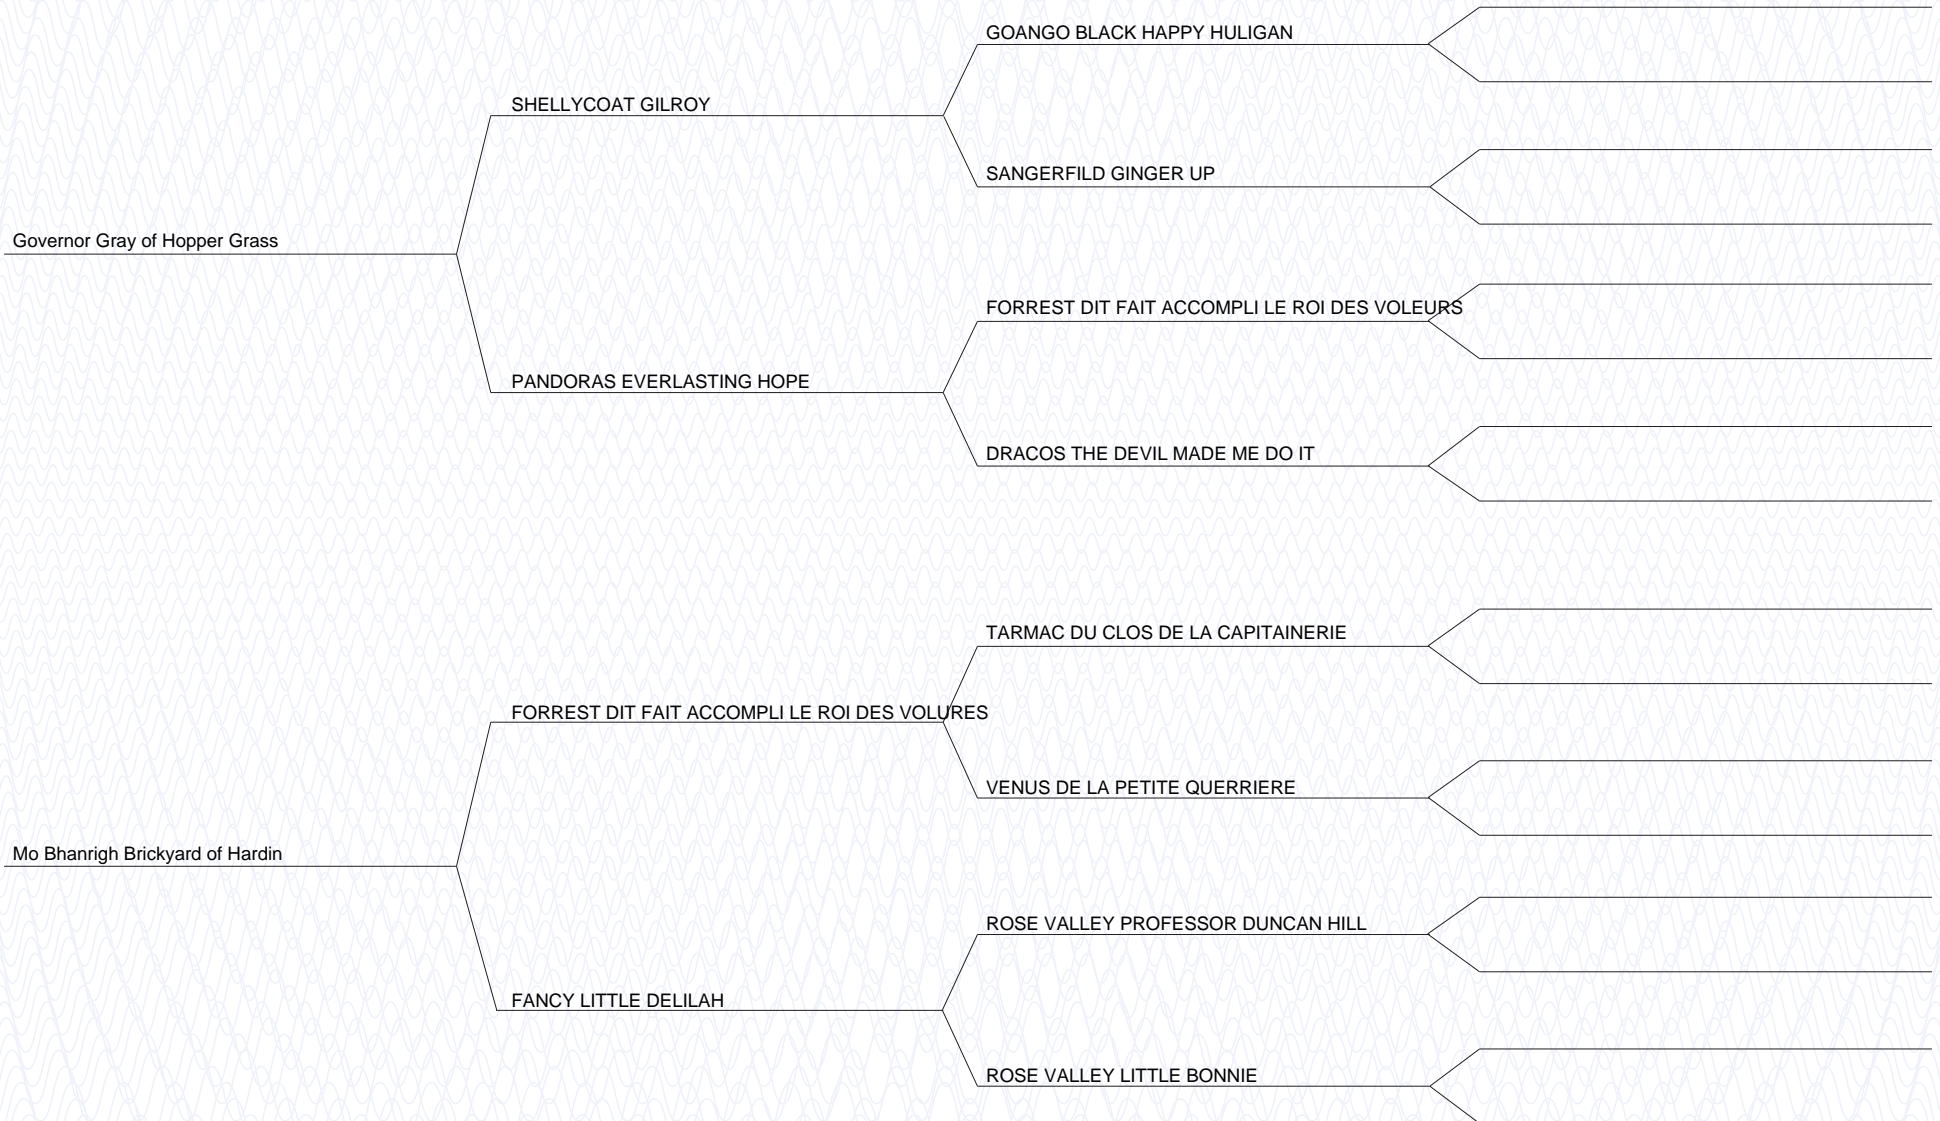 GOANGO BLACK HAPPY HULIGAN
SHELLYCOAT GILROY
SANGERFILD GINGER UP
Governor Gray of Hopper Grass
FORREST DIT FAIT ACCOMPLI LE ROI DES VOLEURS
PANDORAS EVERLASTING HOPE
DRACOS THE DEVIL MADE ME DO IT
TARMAC DU CLOS DE LA CAPITAINERIE
FORREST DIT FAIT ACCOMPLI LE ROI DES VOLURES
VENUS DE LA PETITE QUERRIERE
Mo Bhanrigh Brickyard of Hardin
ROSE VALLEY PROFESSOR DUNCAN HILL
FANCY LITTLE DELILAH
ROSE VALLEY LITTLE BONNIE